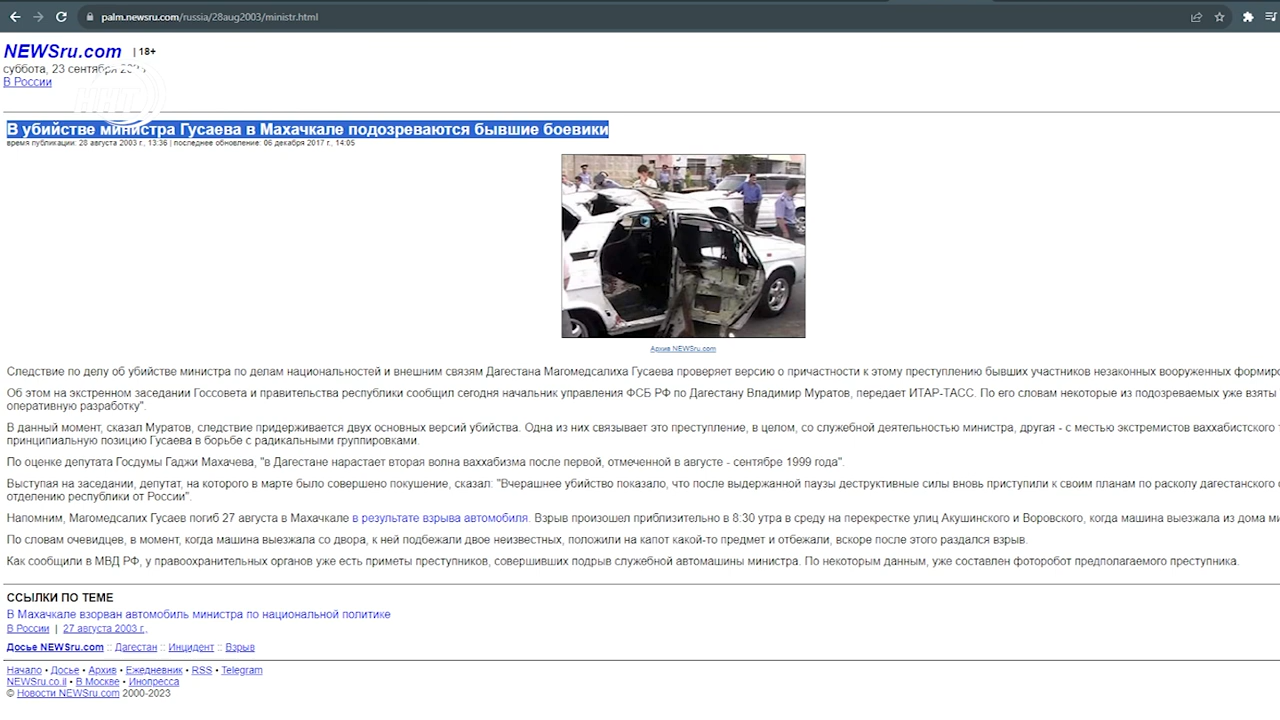 palm.newsru.com/russia/28aug2003/ministr.html
NEWSru.com | 18+
суббота, 23 сентября
В России
ННТ
В убийстве министра Гусаева в Махачкале подозреваются бывшие боевики
время публикации: 28 августа 2003 г., 13:36 | последнее обновление: 06 декабря 2017 г., 14:05
Архив NEWSru.com
Следствие по делу об убийстве министра по делам национальностей и внешним связям Дагестана Магомедсалиха Гусаева проверяет версию о причастности к этому преступлению бывших участников незаконных вооруженных формиро
Об этом на экстренном заседании Госсовета и правительства республики сообщил сегодня начальник управления ФСБ РФ по Дагестану Владимир Муратов, передает ИТАР-ТАСС. По его словам некоторые из подозреваемых уже взяты
оперативную разработку".
В данный момент, сказал Муратов, следствие придерживается двух основных версий убийства. Одна из них связывает это преступление, в целом, со служебной деятельностью министра, другая - с местью экстремистов ваххабистского
принципиальную позицию Гусаева в борьбе с радикальными группировками.
По оценке депутата Госдумы Гаджи Махачева, "в Дагестане нарастает вторая волна ваххабизма после первой, отмеченной в августе - сентябре 1999 года".
Выступая на заседании, депутат, на которого в марте было совершено покушение, сказал: "Вчерашнее убийство показало, что после выдержанной паузы деструктивные силы вновь приступили к своим планам по расколу дагестанского
отделению республики от России".
Напомним, Магомедсалих Гусаев погиб 27 августа в Махачкале в результате взрыва автомобиля. Взрыв произошел приблизительно в 8:30 утра в среду на перекрестке улиц Акушинского и Воровского, когда машина выезжала из дома ми
По словам очевидцев, в момент, когда машина выезжала со двора, к ней подбежали двое неизвестных, положили на капот какой-то предмет и отбежали, вскоре после этого раздался взрыв.
Как сообщили в МВД РФ, у правоохранительных органов уже есть приметы преступников, совершивших подрыв служебной автомашины министра. По некоторым данным, уже составлен фоторобот предполагаемого преступника.
ССЫЛКИ ПО ТЕМЕ
В Махачкале взорван автомобиль министра по национальной политике
В России | 27 августа 2003 г.,
Досье NEWSru.com :: Дагестан :: Инцидент :: Взрыв
Начало • Досье • Архив • Ежедневник • RSS • Telegram
NEWSru.co.il • В Москве • Инопресса
© Новости NEWSru.com 2000-2023